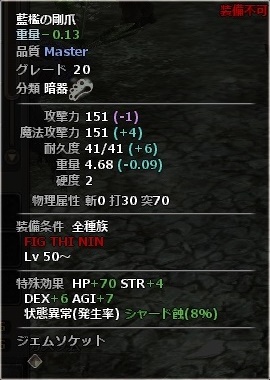 装備不可
藍檻の剛爪
重量－0.13
品質 Master
グレード 20
分類 暗器
攻撃力 151 (-1)
魔法攻撃力 151 (+4)
耐久度 41/41 (+6)
重量 4.68 (-0.09)
硬度 2
物理属性 斬0 打30 突70
装備条件 全種族
FIG THI NIN
Lv 50～
特殊効果 HP+70 STR+4
DEX+6 AGI+7
状態異常(発生率) シャード蝕(8%)
ジェムソケット